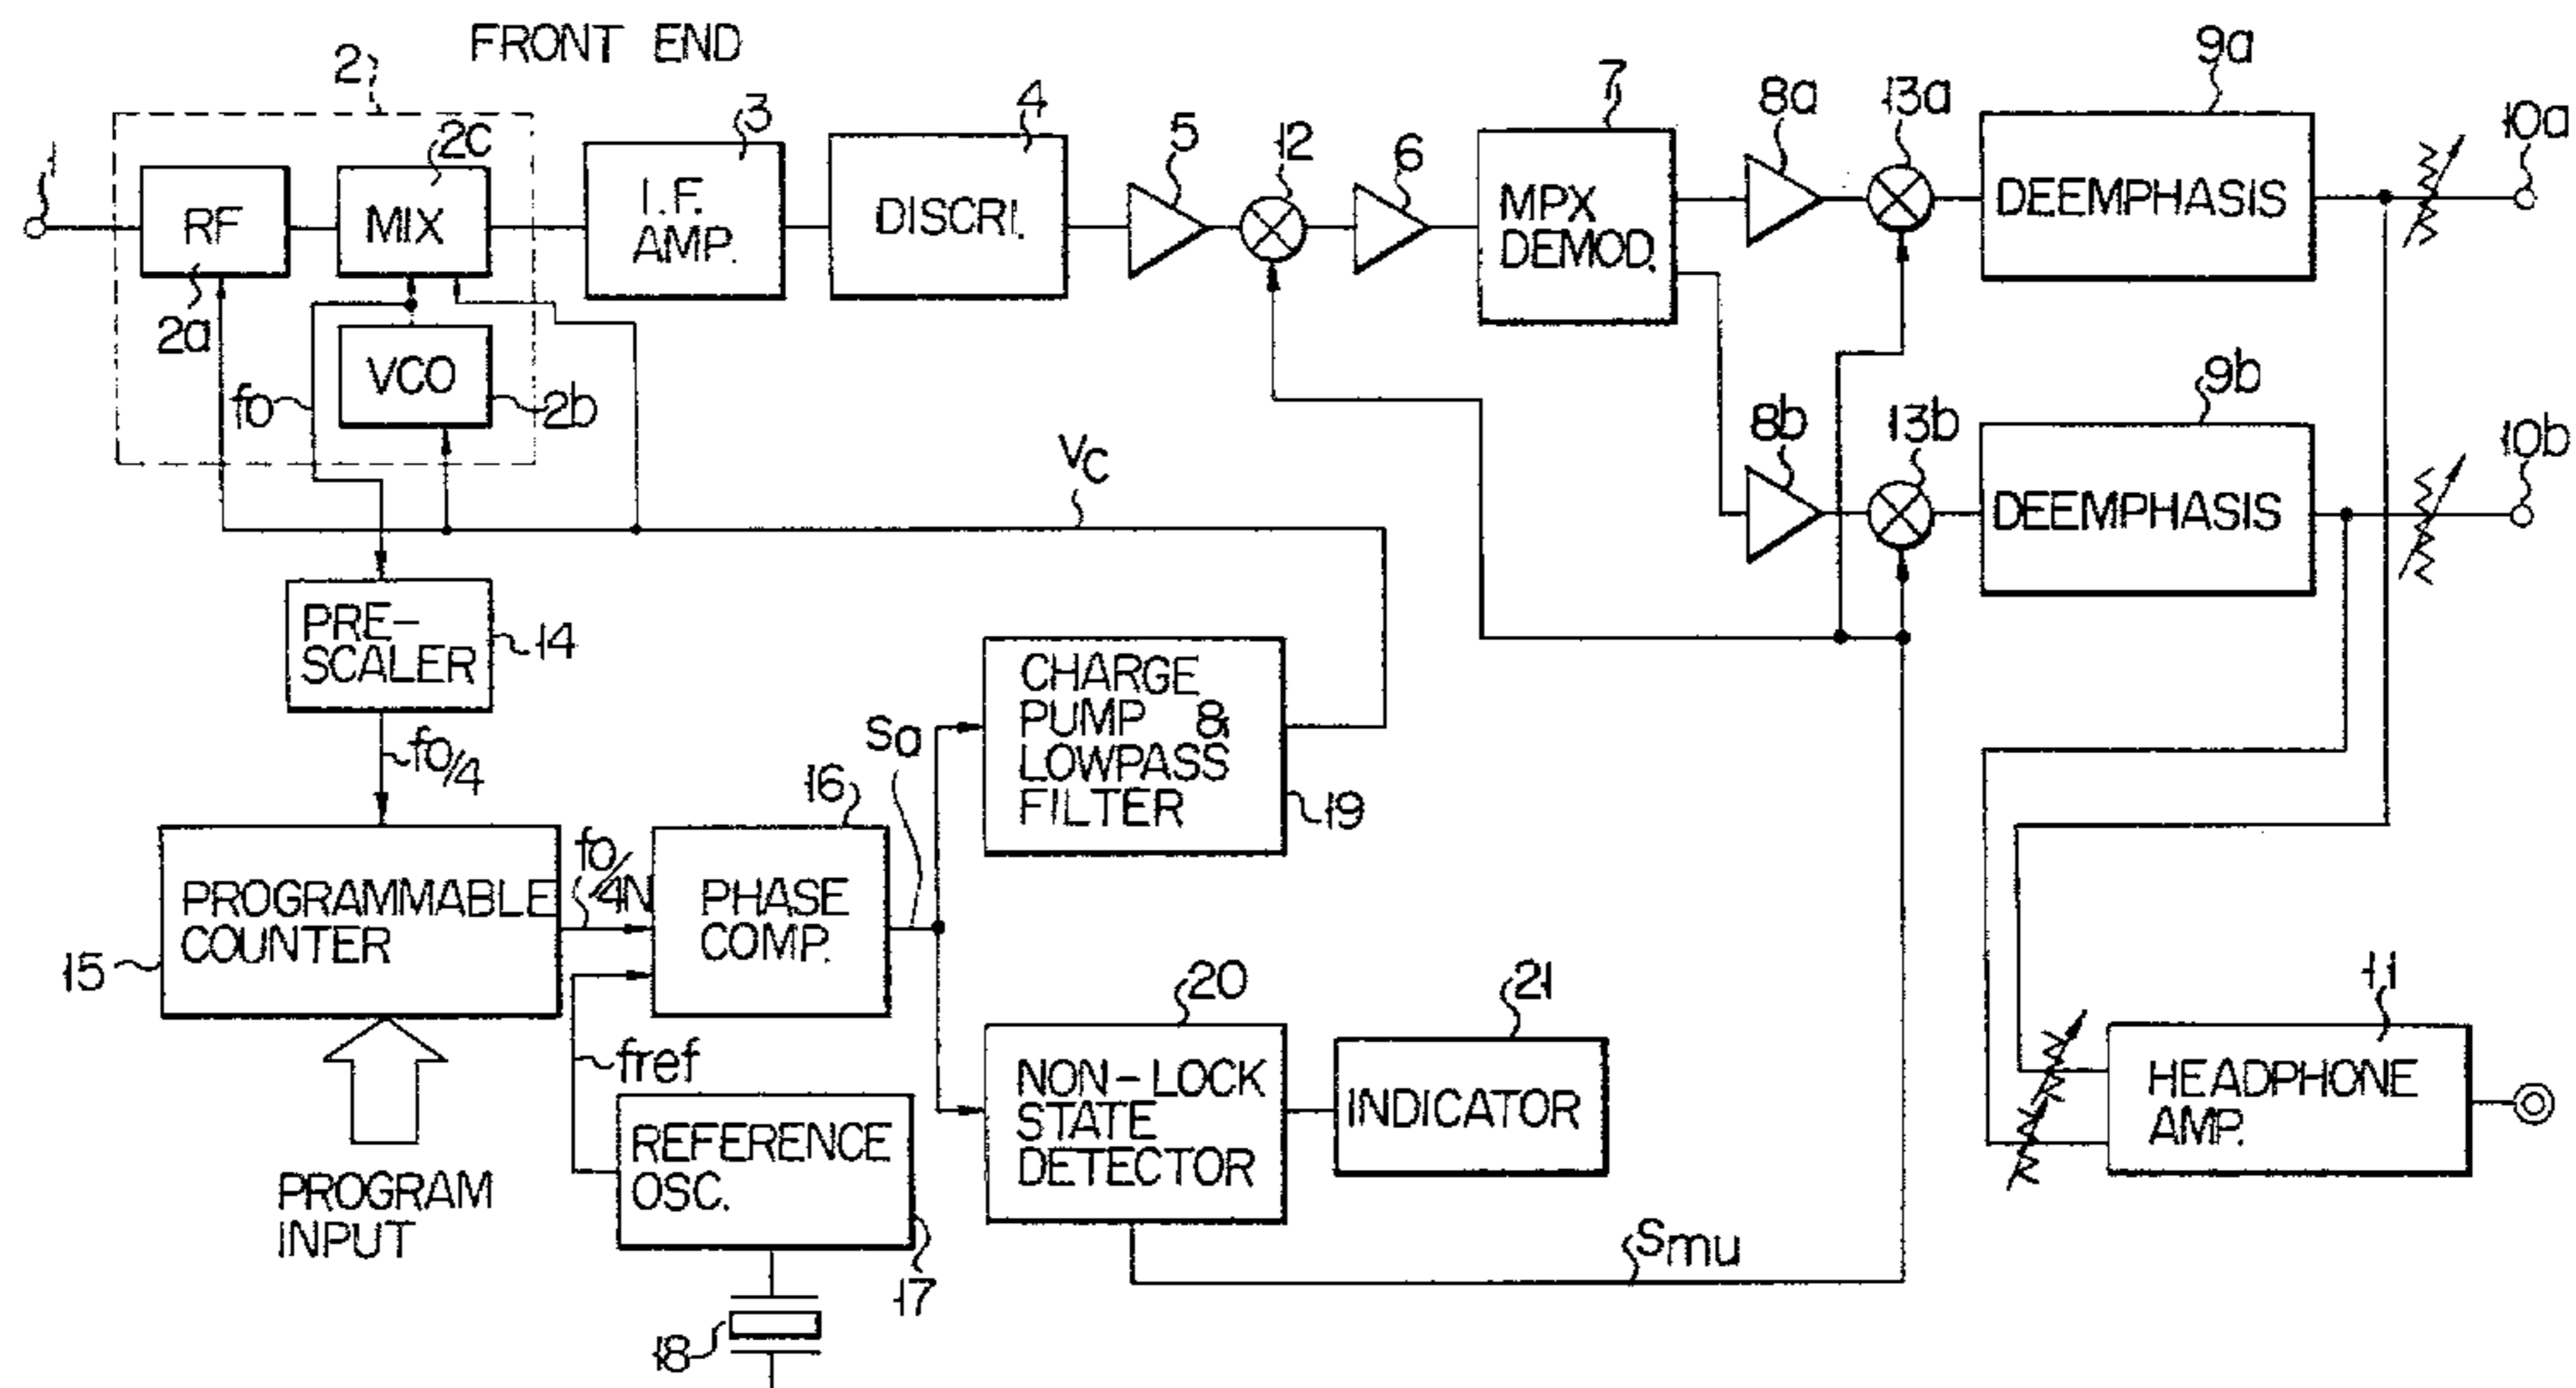 FRONT END
2
1
RF
2a
MIX
2c
VCO
2b
fo
3
I.F.
AMP.
4
DISCRI.
5
12
6
7
MPX
DEMOD.
8a
13a
9a
DEEMPHASIS
10a
8b
13b
9b
DEEMPHASIS
10b
Vc
PRE-
SCALER
14
fo/4
PROGRAMMABLE
COUNTER
15
PROGRAM
INPUT
fo/4N
16
PHASE
COMP.
Sa
fref
REFERENCE
OSC.
17
18
CHARGE
PUMP &
LOWPASS
FILTER
19
20
NON-LOCK
STATE
DETECTOR
21
INDICATOR
Smu
11
HEADPHONE
AMP.